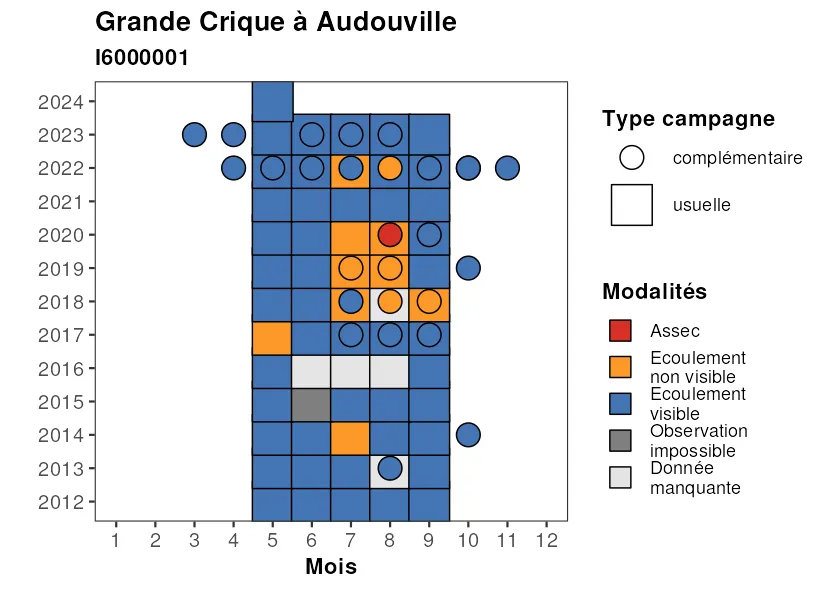 Grande Crique à Audouville
I6000001
2024
2023
2022
2021
2020
2019
2018
2017
2016
2015
2014
2013
2012
1 2 3 4 5 6 7 8 9 10 11 12
Mois
Type campagne
complémentaire
usuelle
Modalités
Assec
Ecoulement
non visible
Ecoulement
visible
Observation
impossible
Donnée
manquante